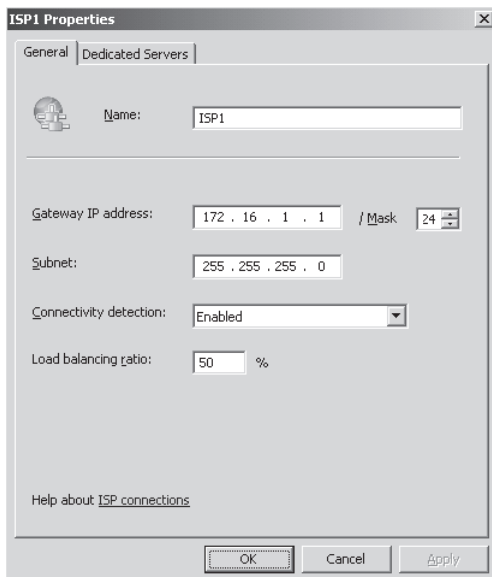 ISP1 Properties
General Dedicated Servers
Name: ISP1
Gateway IP address: 172 . 16 . 1 . 1 / Mask 24
Subnet: 255 . 255 . 255 . 0
Connectivity detection: Enabled
Load balancing ratio: 50 %
Help about ISP connections
OK Cancel Apply